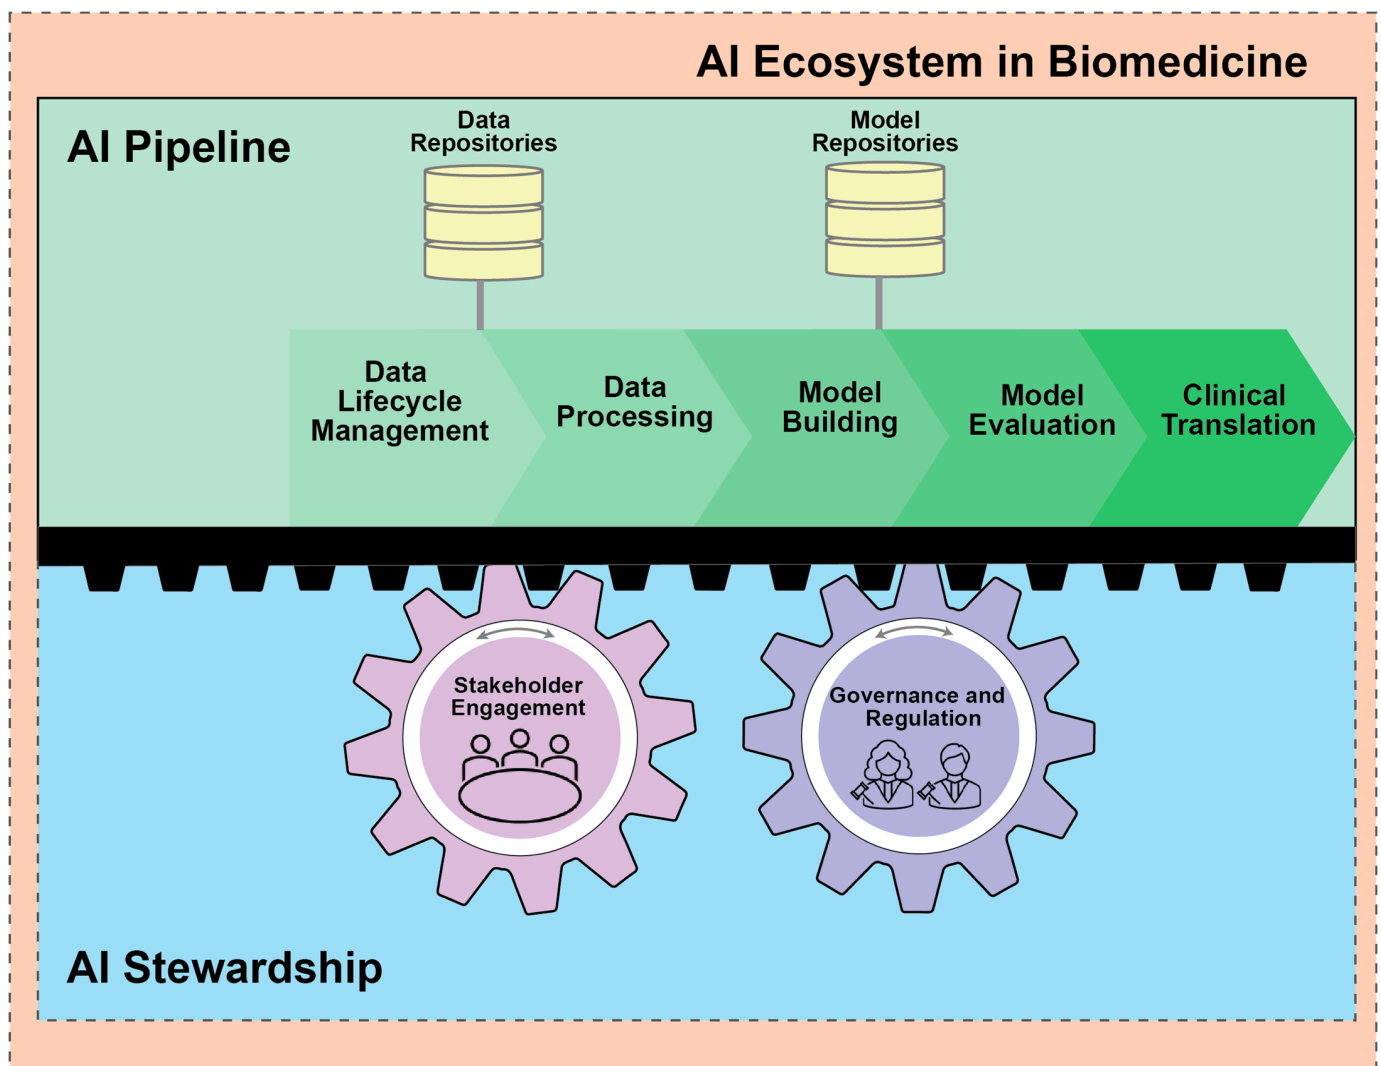 AI Ecosystem in Biomedicine
AI Pipeline
Data
Repositories
Model
Repositories
Data
Lifecycle
Management
Data
Processing
Model
Building
Model
Evaluation
Clinical
Translation
Stakeholder
Engagement
Governance and
Regulation
AI Stewardship